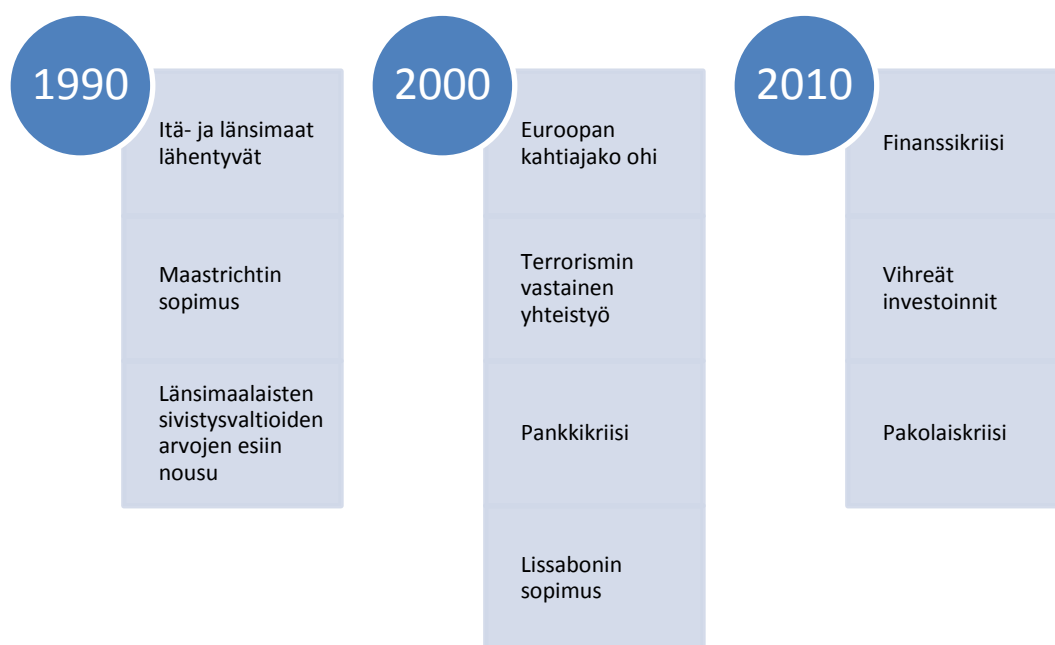 1990
Itä- ja länsimaat
lähentyvät
Maastrichtin
sopimus
Länsimaalaisten
sivistysvaltioiden
arvojen esiin
nousu
2000
Euroopan
kahtiajako ohi
Terrorismin
vastainen
yhteistyö
Pankkikriisi
Lissabonin
sopimus
2010
Finanssikriisi
Vihreät
investoinnit
Pakolaiskriisi